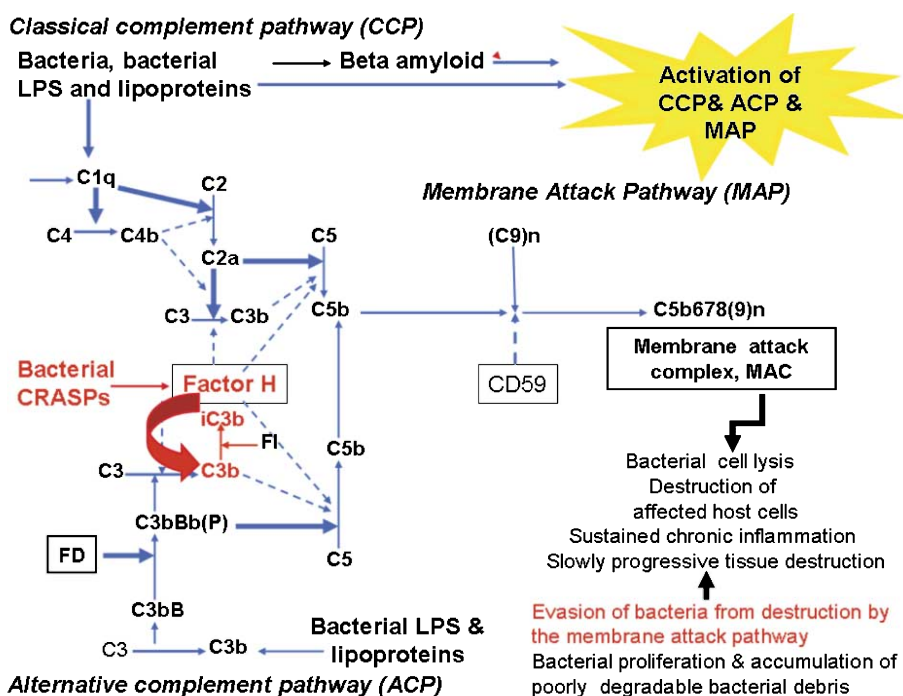 Classical complement pathway (CCP)
Bacteria, bacterial
LPS and lipoproteins
Beta amyloid
Activation of
CCP& ACP &
MAP
C1q
C2
Membrane Attack Pathway (MAP)
C4
C4b
C2a
C5
(C9)n
C3
C3b
C5b
C5b678(9)n
Membrane attack
complex, MAC
Bacterial
CRASPs
Factor H
CD59
iC3b
FI
C3
C3b
C5b
Bacterial cell lysis
Destruction of
affected host cells
Sustained chronic inflammation
Slowly progressive tissue destruction
C3bBb(P)
FD
C5
C3bB
Evasion of bacteria from destruction by
the membrane attack pathway
Bacterial proliferation & accumulation of
poorly degradable bacterial debris
C3
C3b
Bacterial LPS &
lipoproteins
Alternative complement pathway (ACP)